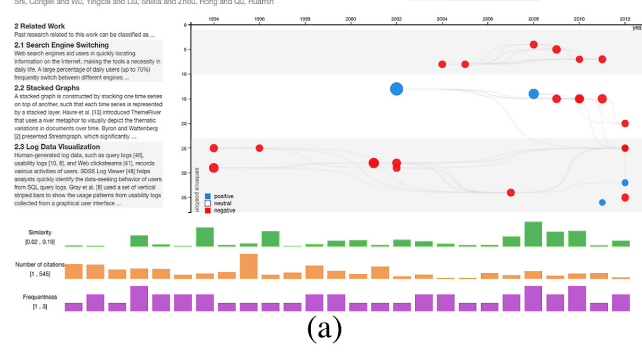 Shi, Conglei and Wu, Yingcai and Liu, Shixia and Zhou, Hong and Qu, Huamin
2 Related Work
Past research related to this work can be classified as ...
2.1 Search Engine Switching
Web search engines aid users in quickly locating
information on the Internet, making the tools a necessity in
daily life. A large percentage of daily users (up to 70%)
frequently switch between different engines ...
2.2 Stacked Graphs
A stacked graph is constructed by stacking one time series
on top of another, such that each time series is represented
by a stacked layer. Havre et al. [13] introduced ThemeRiver
that uses a river metaphor to visually depict the thematic
variations in documents over time. Byron and Wattenberg
[2] presented Streamgraph, which significantly ...
2.3 Log Data Visualization
Human-generated log data, such as query logs [48],
usability logs [10, 8], and Web clickstreams [41], records
various activities of users. SDSS Log Viewer [48] helps
analysts quickly identify the data-seeking behavior of users
from SQL query logs. Gray et al. [8] used a set of vertical
striped bars to show the usage patterns from usability logs
collected from a graphical user interface ...
1994 1996 1998 2000 2002 2004 2006 2008 2010 2012
year
0
5
10
15
20
25
30
35
sentence position
positive
neutral
negative
Similarity
[0.02 , 0.19]
Number of citations
[1 , 545]
Frequentness
[1 , 3]
(a)